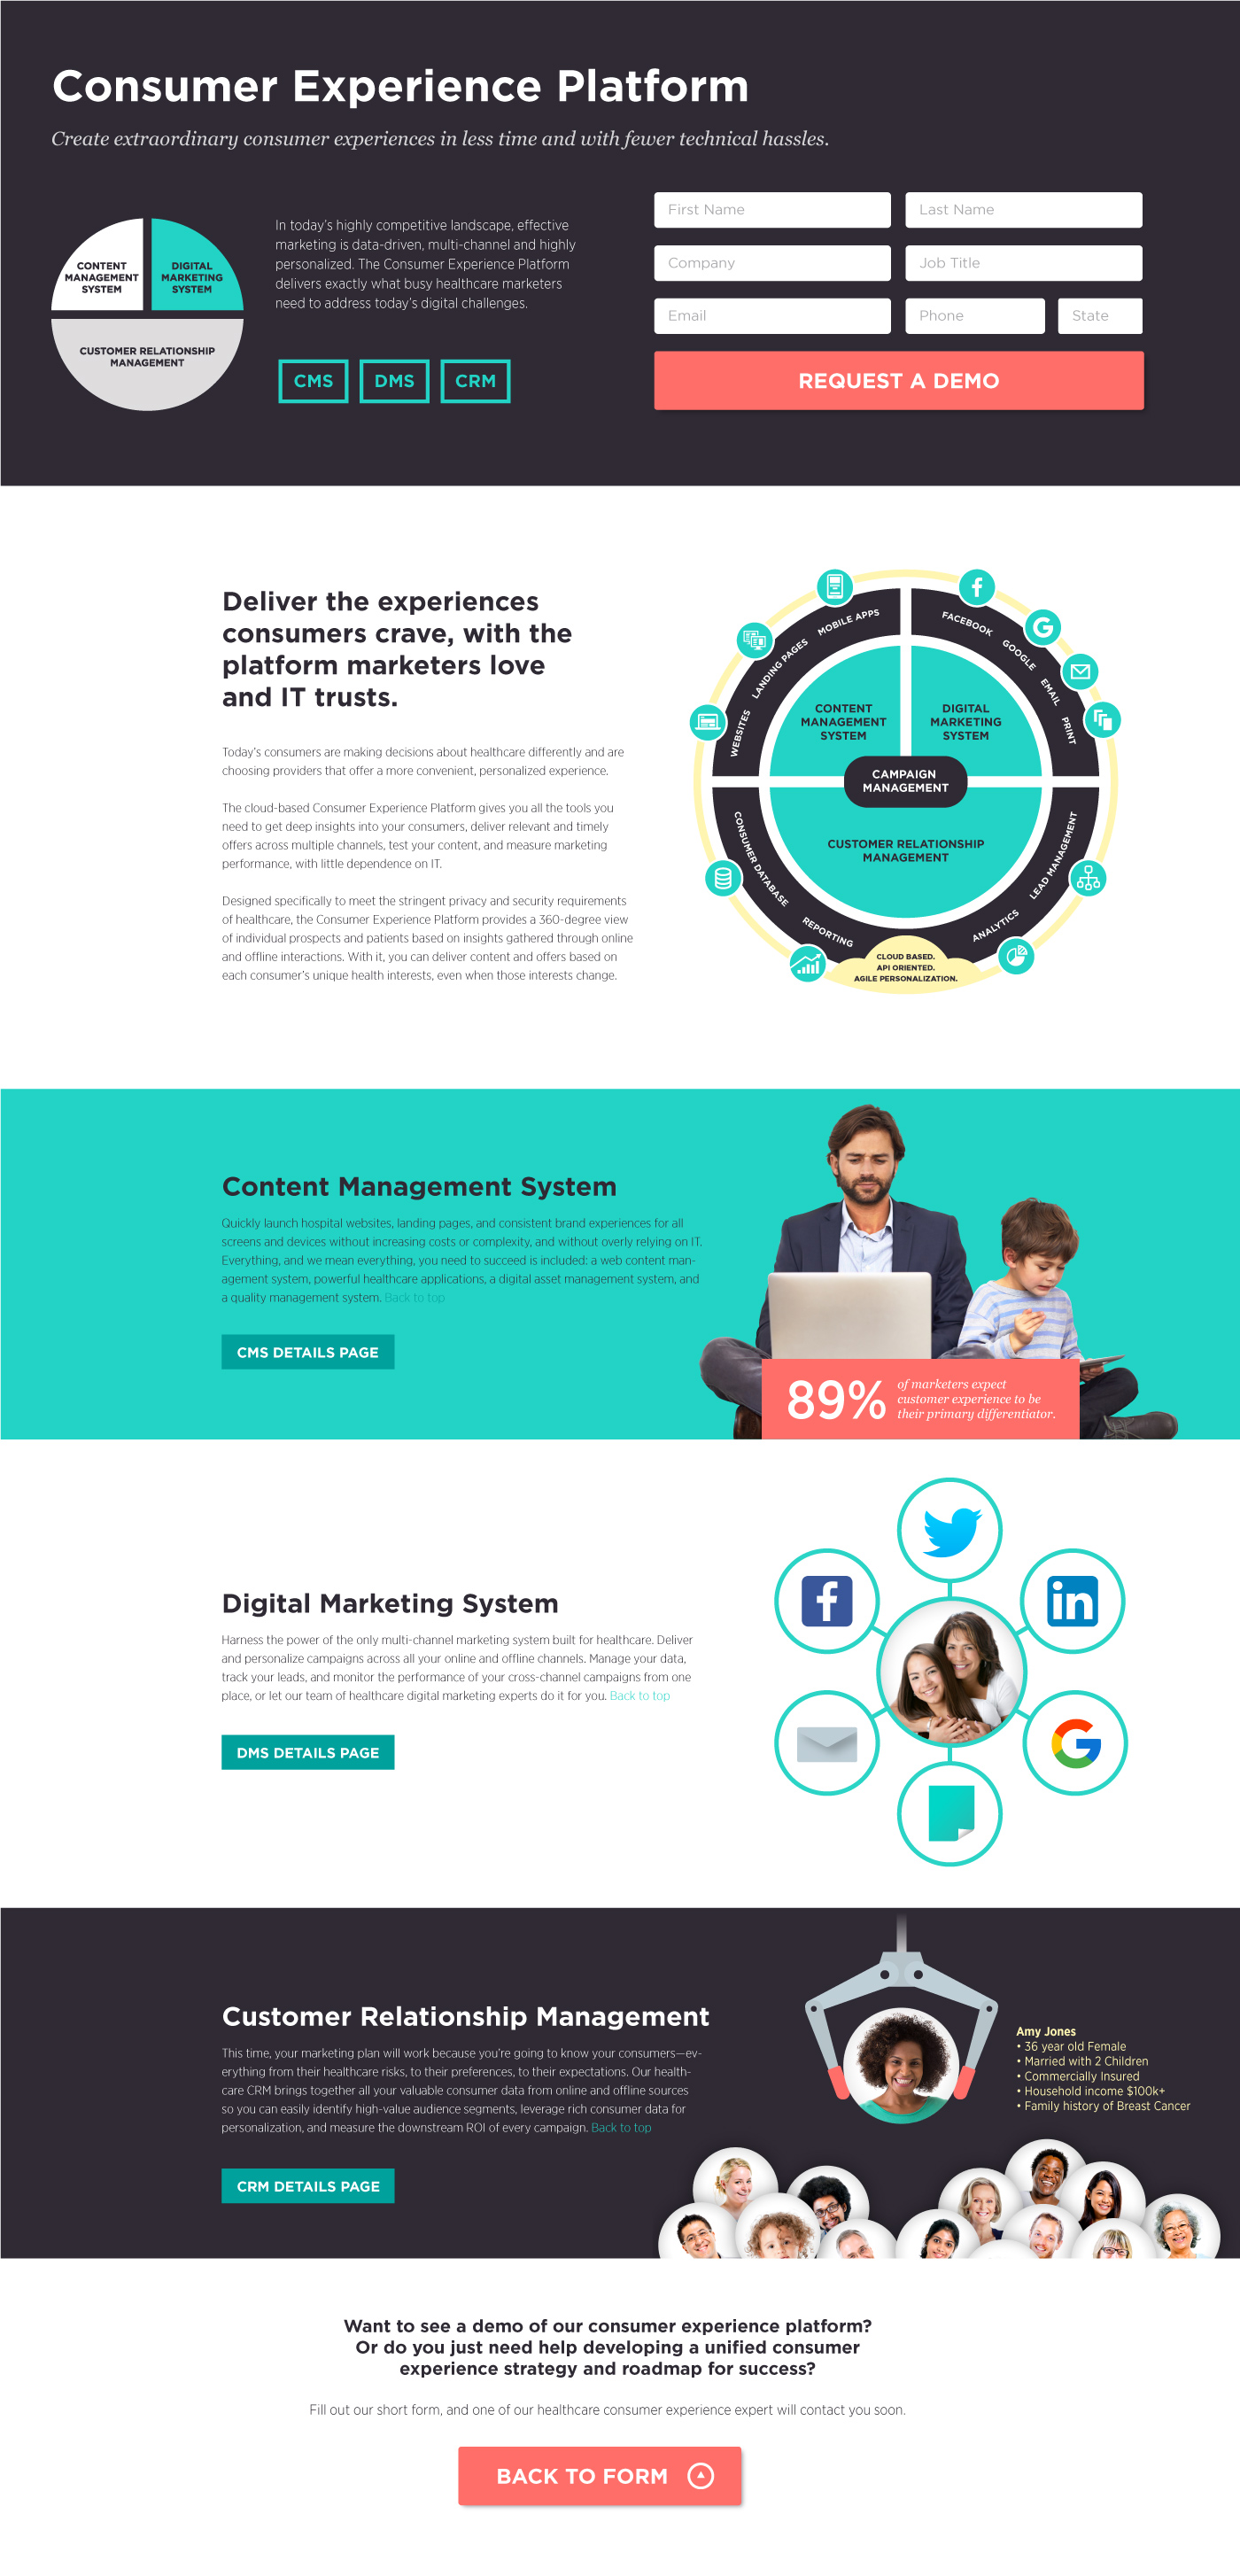 Consumer Experience Platform
Create extraordinary consumer experiences in less time and with fewer technical hassles.
CONTENT
MANAGEMENT
SYSTEM
DIGITAL
MARKETING
SYSTEM
CUSTOMER RELATIONSHIP
MANAGEMENT
In today's highly competitive landscape, effective
marketing is data-driven, multi-channel and highly
personalized. The Consumer Experience Platform
delivers exactly what busy healthcare marketers
need to address today's digital challenges.
CMS
DMS
CRM
First Name
Last Name
Company
Job Title
Email
Phone
State
REQUEST A DEMO
Deliver the experiences
consumers crave, with the
platform marketers love
and IT trusts.
Today's consumers are making decisions about healthcare differently and are
choosing providers that offer a more convenient, personalized experience.
The cloud-based Consumer Experience Platform gives you all the tools you
need to get deep insights into your consumers, deliver relevant and timely
offers across multiple channels, test your content, and measure marketing
performance, with little dependence on IT.
Designed specifically to meet the stringent privacy and security requirements
of healthcare, the Consumer Experience Platform provides a 360-degree view
of individual prospects and patients based on insights gathered through online
and offline interactions. With it, you can deliver content and offers based on
each consumer's unique health interests, even when those interests change.
WEBSITES
LANDING PAGES
MOBILE APPS
FACEBOOK
GOOGLE
EMAIL
PRINT
CONTENT
MANAGEMENT
SYSTEM
DIGITAL
MARKETING
SYSTEM
CAMPAIGN
MANAGEMENT
CUSTOMER RELATIONSHIP
MANAGEMENT
CONSUMER DATABASE
REPORTING
ANALYTICS
LEAD MANAGEMENT
CLOUD BASED.
API ORIENTED.
AGILE PERSONALIZATION.
Content Management System
Quickly launch hospital websites, landing pages, and consistent brand experiences for all
screens and devices without increasing costs or complexity, and without overly relying on IT.
Everything, and we mean everything, you need to succeed is included: a web content man-
agement system, powerful healthcare applications, a digital asset management system, and
a quality management system. Back to top
CMS DETAILS PAGE
89%
of marketers expect
customer experience to be
their primary differentiator.
Digital Marketing System
Harness the power of the only multi-channel marketing system built for healthcare. Deliver
and personalize campaigns across all your online and offline channels. Manage your data,
track your leads, and monitor the performance of your cross-channel campaigns from one
place, or let our team of healthcare digital marketing experts do it for you. Back to top
DMS DETAILS PAGE
Customer Relationship Management
This time, your marketing plan will work because you're going to know your consumers—ev-
erything from their healthcare risks, to their preferences, to their expectations. Our health-
care CRM brings together all your valuable consumer data from online and offline sources
so you can easily identify high-value audience segments, leverage rich consumer data for
personalization, and measure the downstream ROI of every campaign. Back to top
CRM DETAILS PAGE
Amy Jones
• 36 year old Female
• Married with 2 Children
• Commercially Insured
• Household income $100k+
• Family history of Breast Cancer
Want to see a demo of our consumer experience platform?
Or do you just need help developing a unified consumer
experience strategy and roadmap for success?
Fill out our short form, and one of our healthcare consumer experience expert will contact you soon.
BACK TO FORM